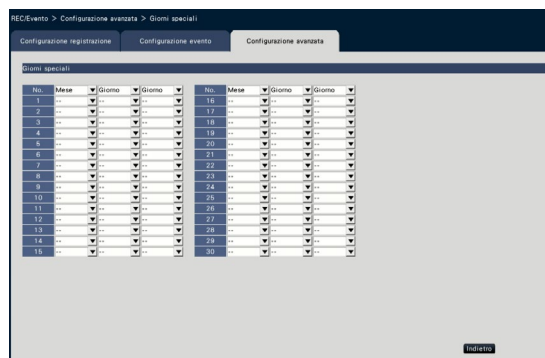 REC/Evento > Configurazione avanzata > Giorni speciali
Configurazione registrazione Configurazione evento Configurazione avanzata
Giorni speciali
No. Mese Giorno Giorno No. Mese Giorno Giorno
1 -- -- -- 16 -- -- --
2 -- -- -- 17 -- -- --
3 -- -- -- 18 -- -- --
4 -- -- -- 19 -- -- --
5 -- -- -- 20 -- -- --
6 -- -- -- 21 -- -- --
7 -- -- -- 22 -- -- --
8 -- -- -- 23 -- -- --
9 -- -- -- 24 -- -- --
10 -- -- -- 25 -- -- --
11 -- -- -- 26 -- -- --
12 -- -- -- 27 -- -- --
13 -- -- -- 28 -- -- --
14 -- -- -- 29 -- -- --
15 -- -- -- 30 -- -- --
Indietro